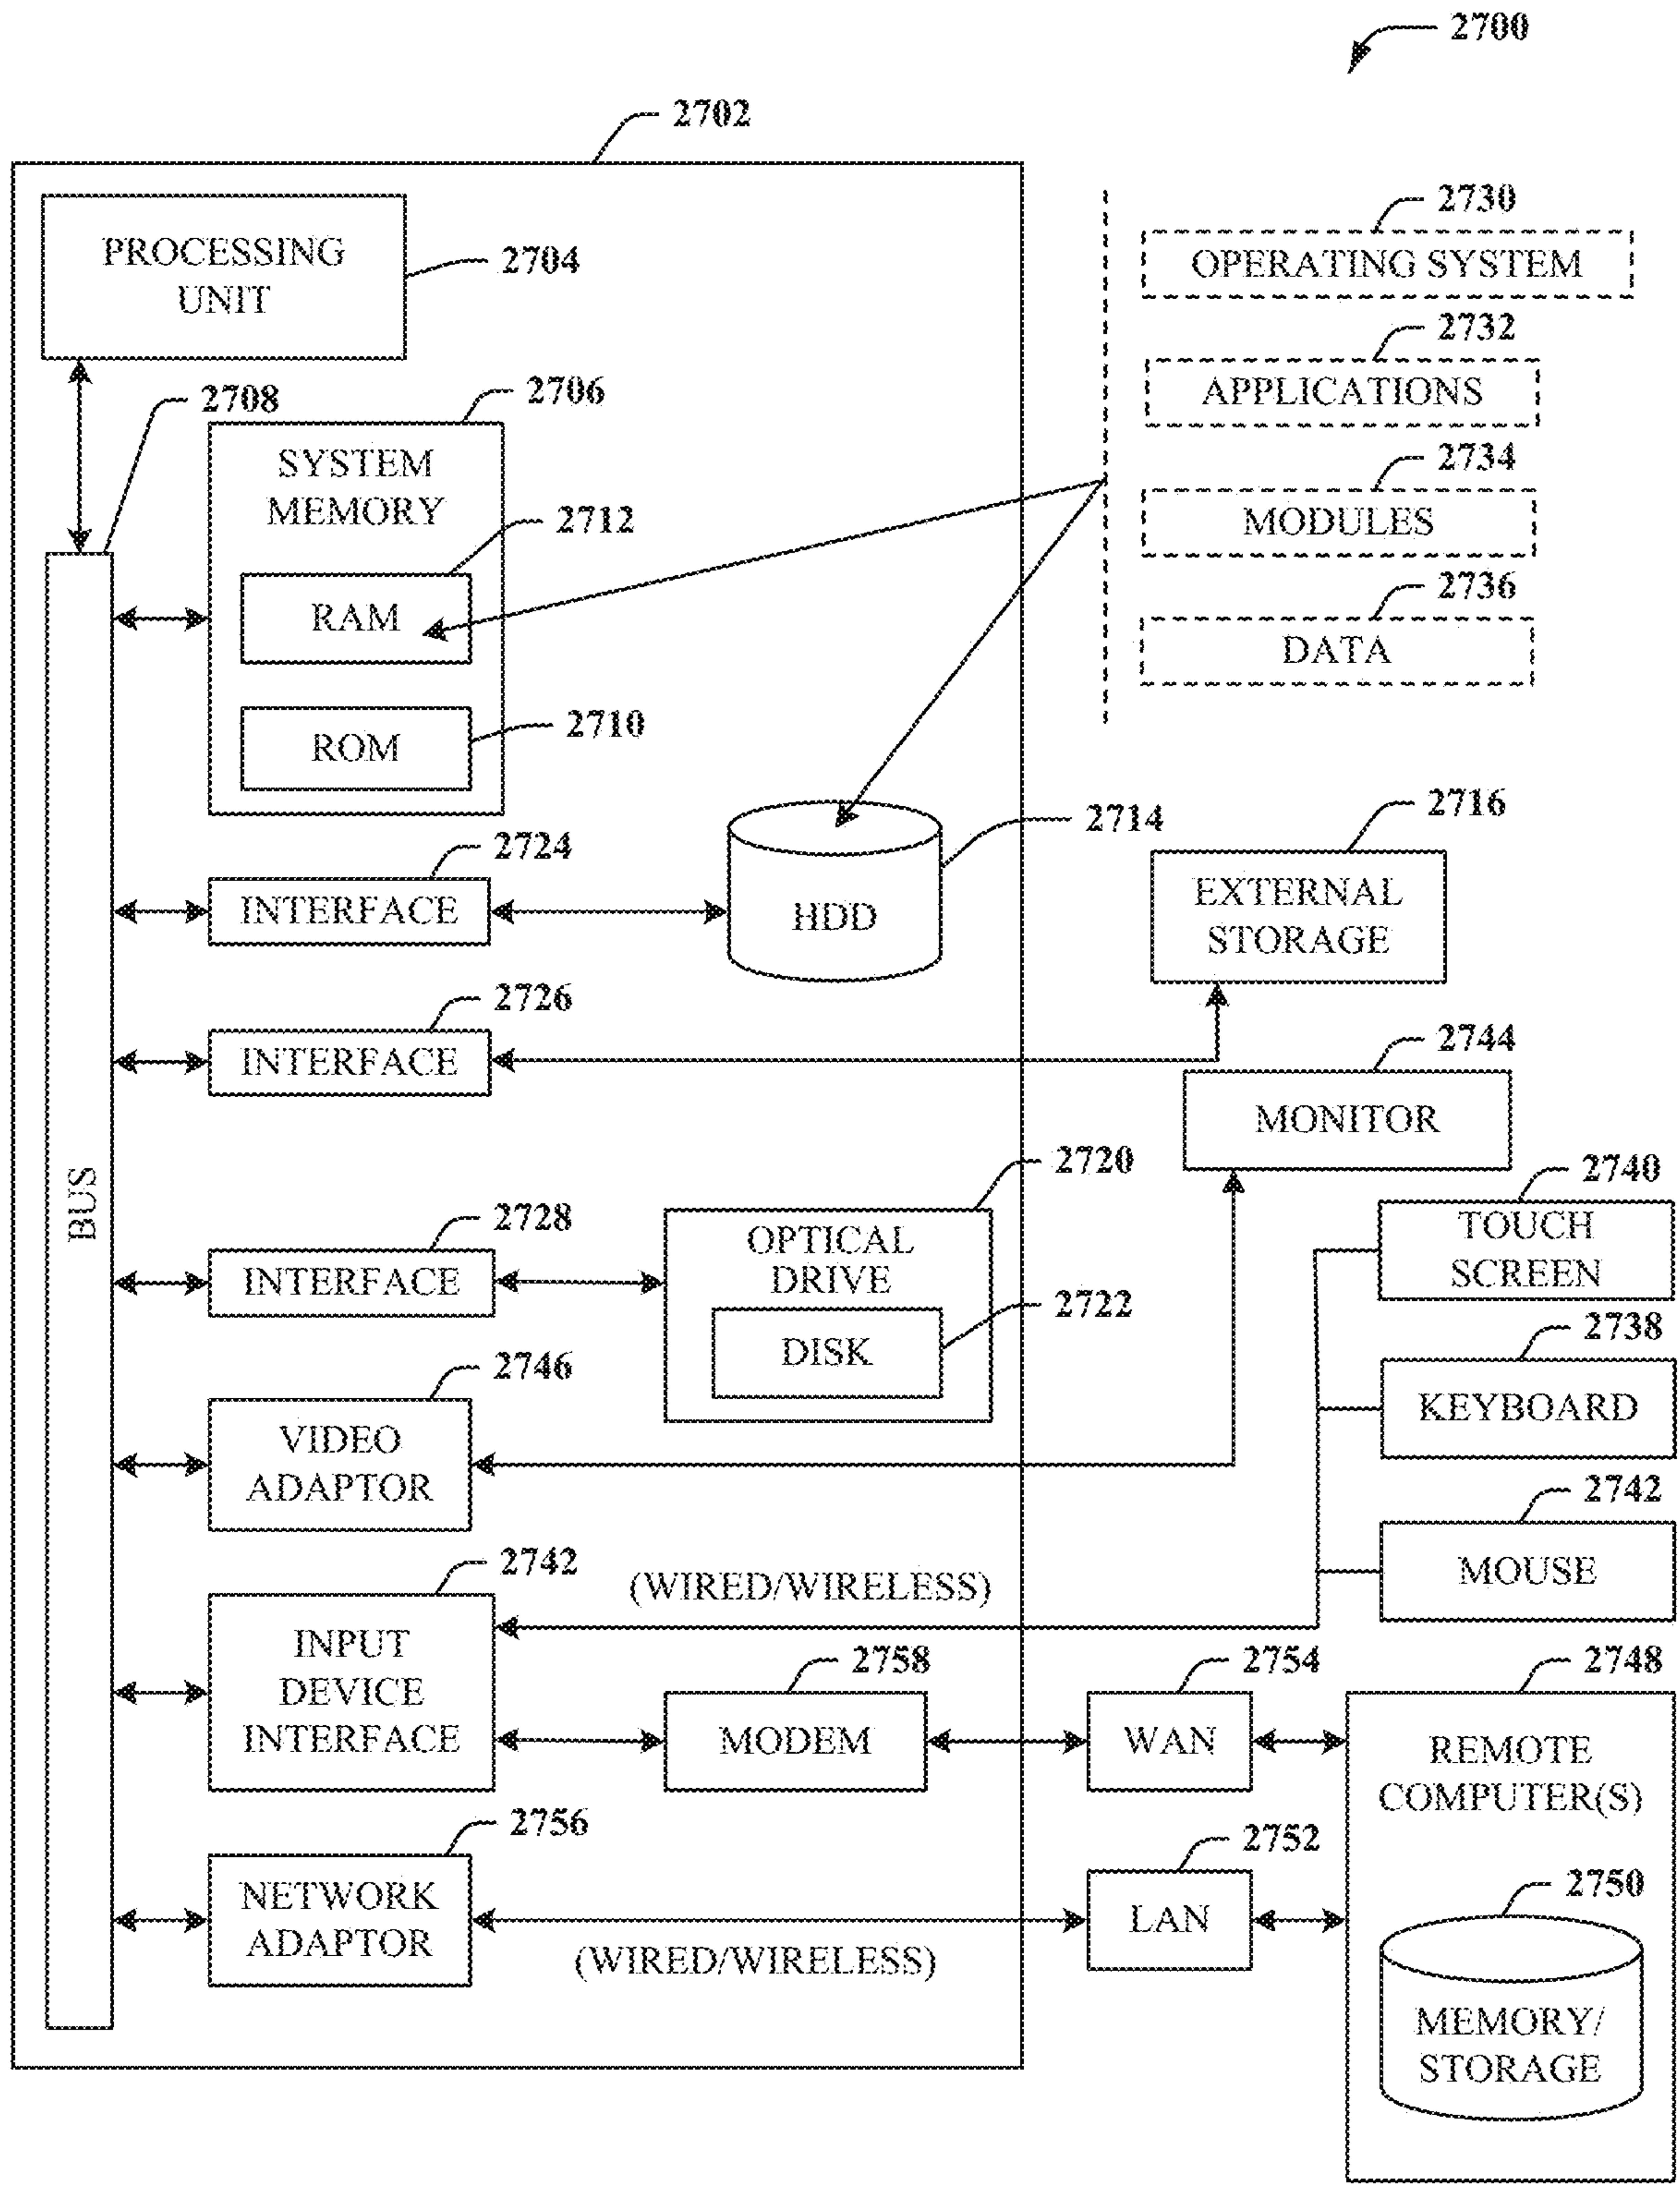 2700
2702
PROCESSING
UNIT
2704
2730
OPERATING SYSTEM
2732
APPLICATIONS
2734
MODULES
2736
DATA
2708
2706
SYSTEM
MEMORY
2712
RAM
2710
ROM
2724
INTERFACE
2714
HDD
2716
EXTERNAL
STORAGE
2726
INTERFACE
2744
MONITOR
BUS
2728
INTERFACE
2720
OPTICAL
DRIVE
2722
DISK
2740
TOUCH
SCREEN
2738
KEYBOARD
2742
MOUSE
2746
VIDEO
ADAPTOR
2742
INPUT
DEVICE
INTERFACE
(WIRED/WIRELESS)
2758
MODEM
2754
WAN
2748
REMOTE
COMPUTER(S)
2756
NETWORK
ADAPTOR
(WIRED/WIRELESS)
2752
LAN
2750
MEMORY/
STORAGE